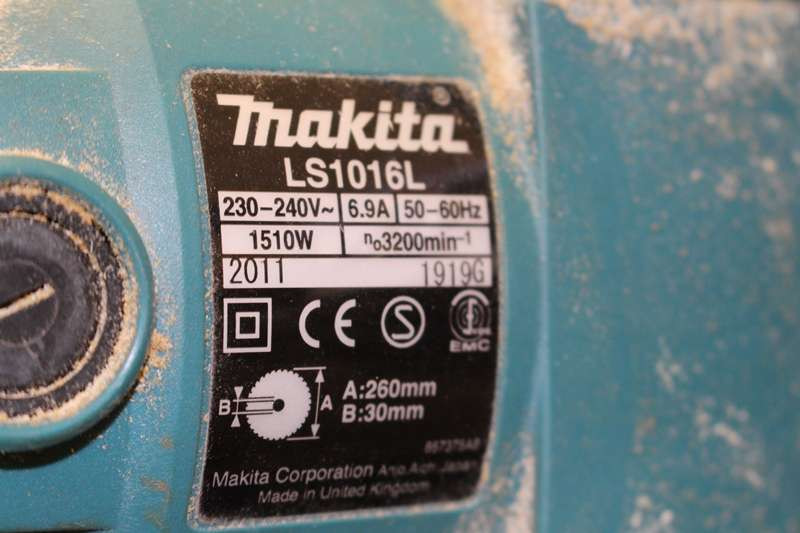 makita
LS1016L
230-240V~ 6.9A 50-60Hz
1510W n₀3200min⁻¹
2011 1919G
CE S
EMC
B A A:260mm
B:30mm
Makita Corporation Anjo, Aichi Japan
Made in United Kingdom